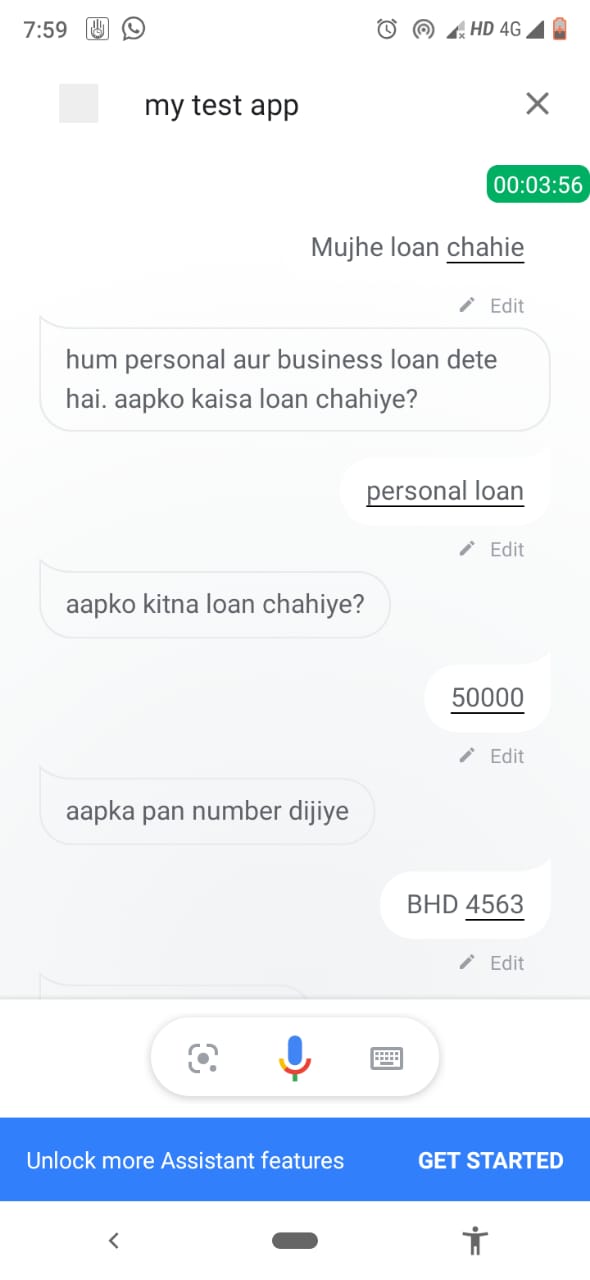 7:59
HD 4G
my test app
00:03:56
Mujhe loan chahie
Edit
hum personal aur business loan dete
hai. aapko kaisa loan chahiye?
personal loan
Edit
aapko kitna loan chahiye?
50000
Edit
aapka pan number dijiye
BHD 4563
Edit
Unlock more Assistant features
GET STARTED